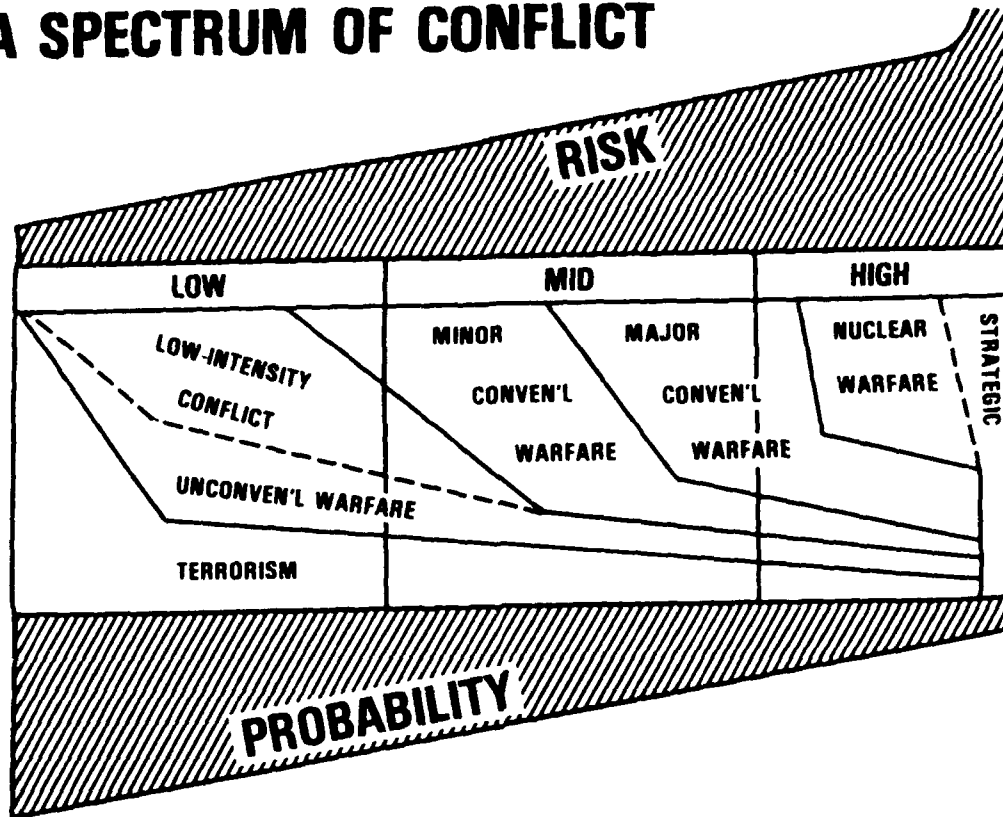 A SPECTRUM OF CONFLICT
RISK
LOW
MID
HIGH
LOW-INTENSITY
CONFLICT
UNCONVEN'L WARFARE
TERRORISM
MINOR
CONVEN'L
WARFARE
MAJOR
CONVEN'L
WARFARE
NUCLEAR
WARFARE
STRATEGIC
PROBABILITY